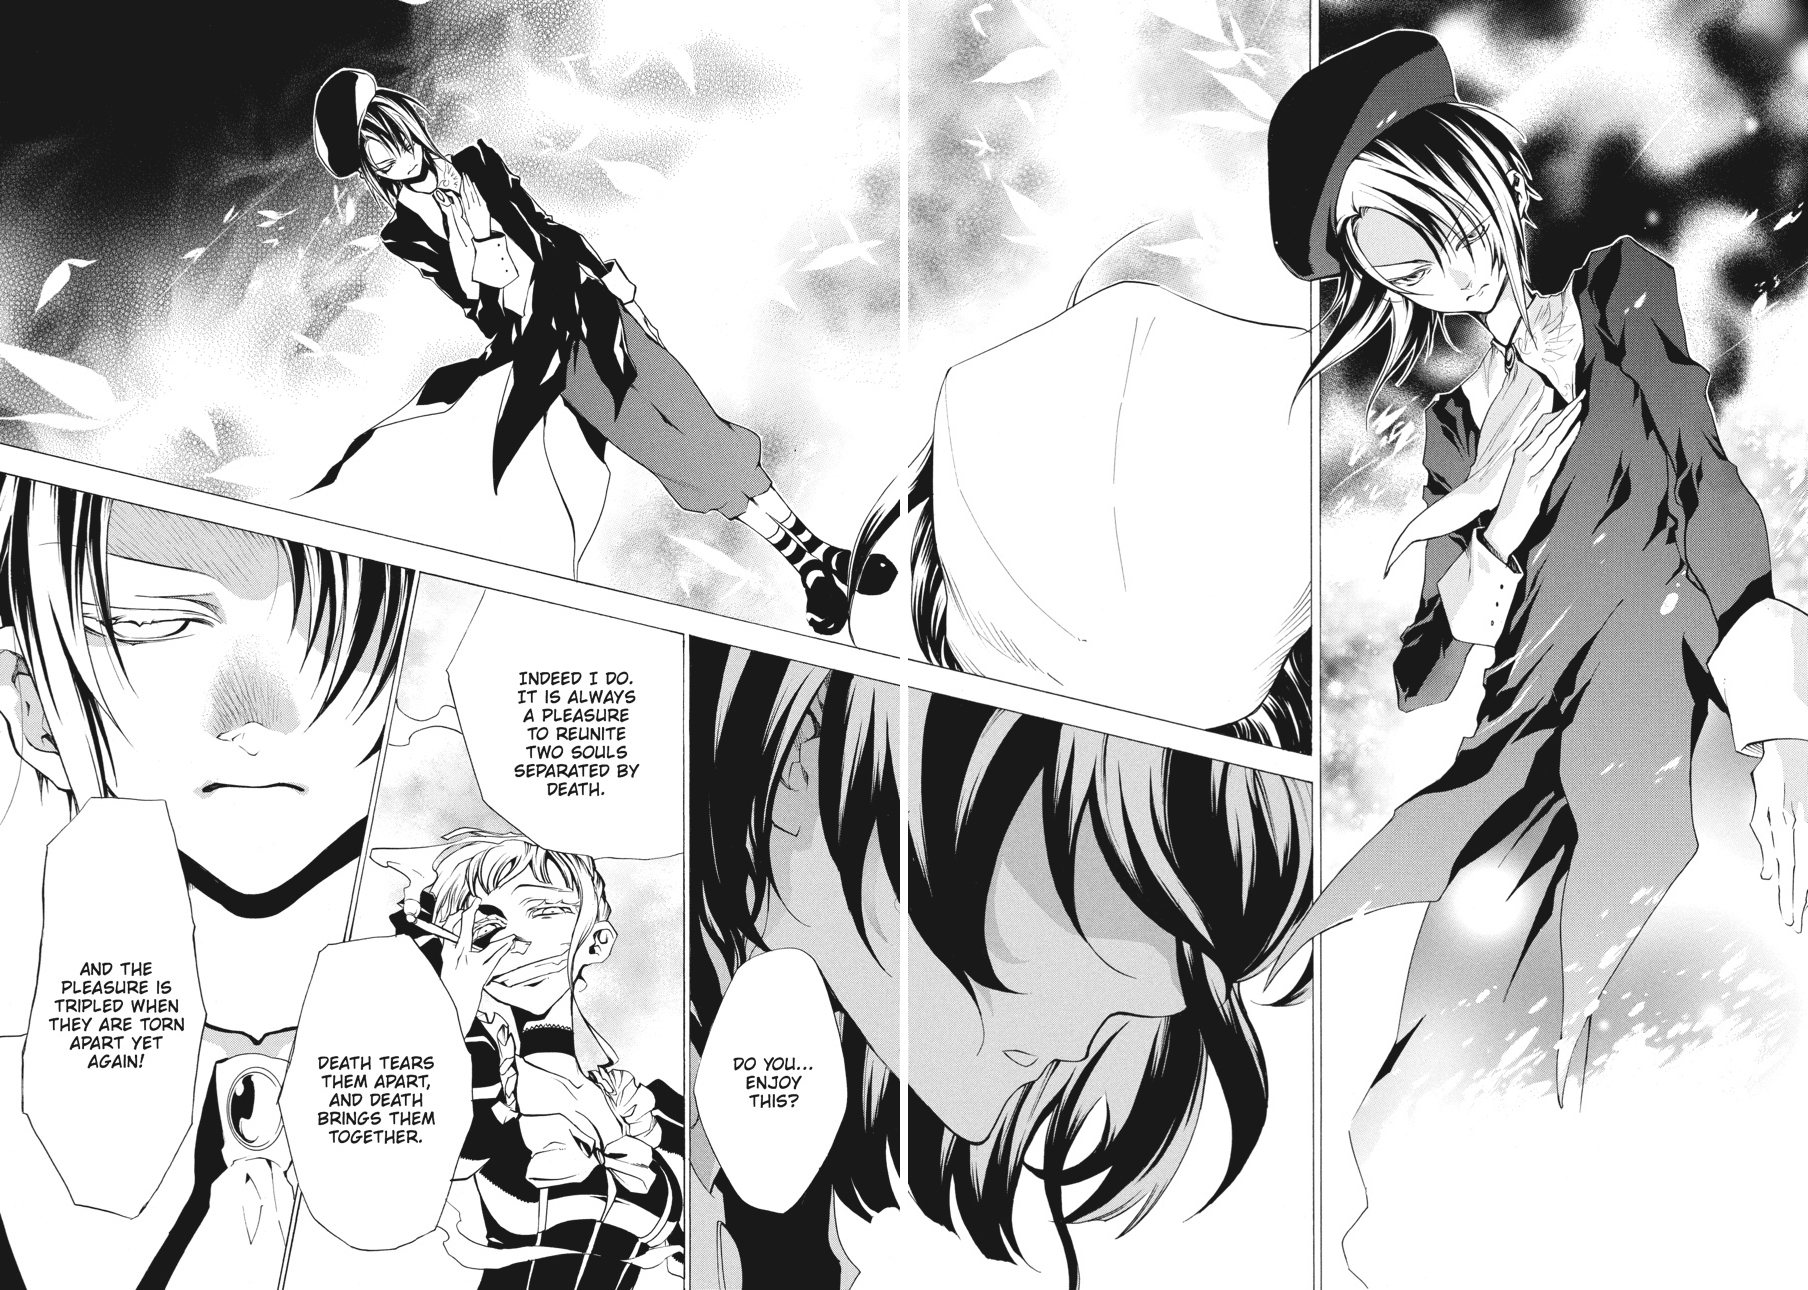 DO YOU...
ENJOY
THIS?
INDEED I DO.
IT IS ALWAYS
A PLEASURE
TO REUNITE
TWO SOULS
SEPARATED BY
DEATH.
DEATH TEARS
THEM APART,
AND DEATH
BRINGS THEM
TOGETHER.
AND THE
PLEASURE IS
TRIPLED WHEN
THEY ARE TORN
APART YET
AGAIN!